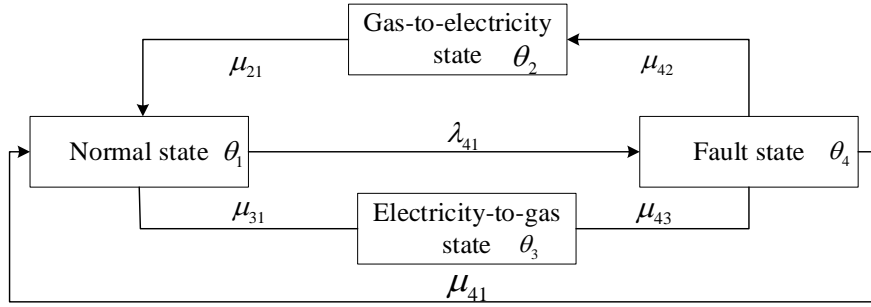 Gas-to-electricity
state θ₂
μ₂₁
μ₄₂
Normal state θ₁
λ₄₁
Fault state θ₄
μ₃₁
Electricity-to-gas
state θ₃
μ₄₃
μ₄₁